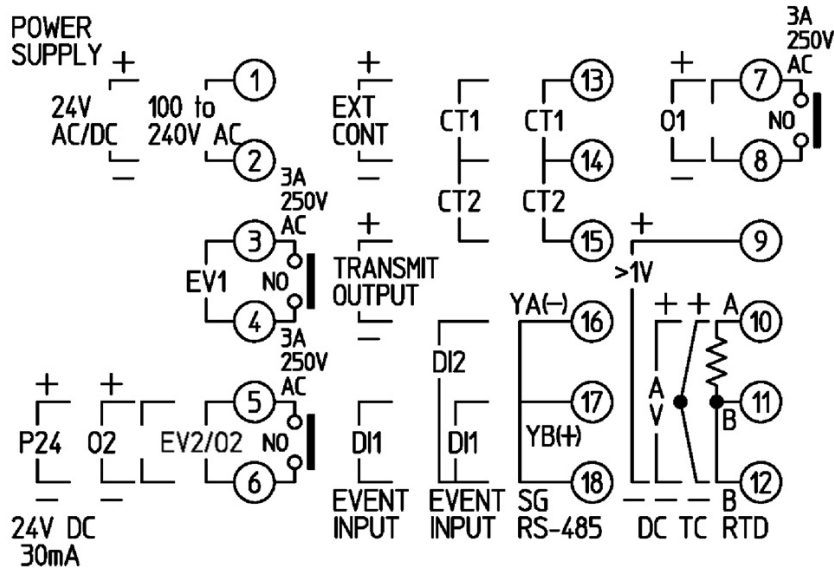 POWER
SUPPLY
+
24V
AC/DC
−
100 to
240V AC
1
2
+
EXT
CONT
−
CT1
CT2
CT1
CT2
13
14
15
+
O1
−
7
8
3A
250V
AC
NO
3A
250V
AC
EV1
3
4
NO
+
TRANSMIT
OUTPUT
−
+
>1V
9
3A
250V
AC
+
P24
−
24V DC
30mA
+
O2
−
EV2/O2
5
6
NO
DI1
EVENT
INPUT
DI2
DI1
EVENT
INPUT
YA(−)
16
17
YB(+)
18
SG
RS-485
+
+
A
10
A
V
B
11
−
−
−
B
12
DC TC RTD